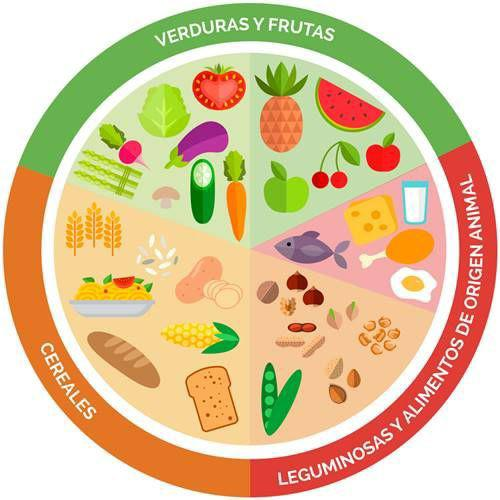 VERDURAS Y FRUTAS
CEREALES
LEGUMINOSAS Y ALIMENTOS DE ORIGEN ANIMAL